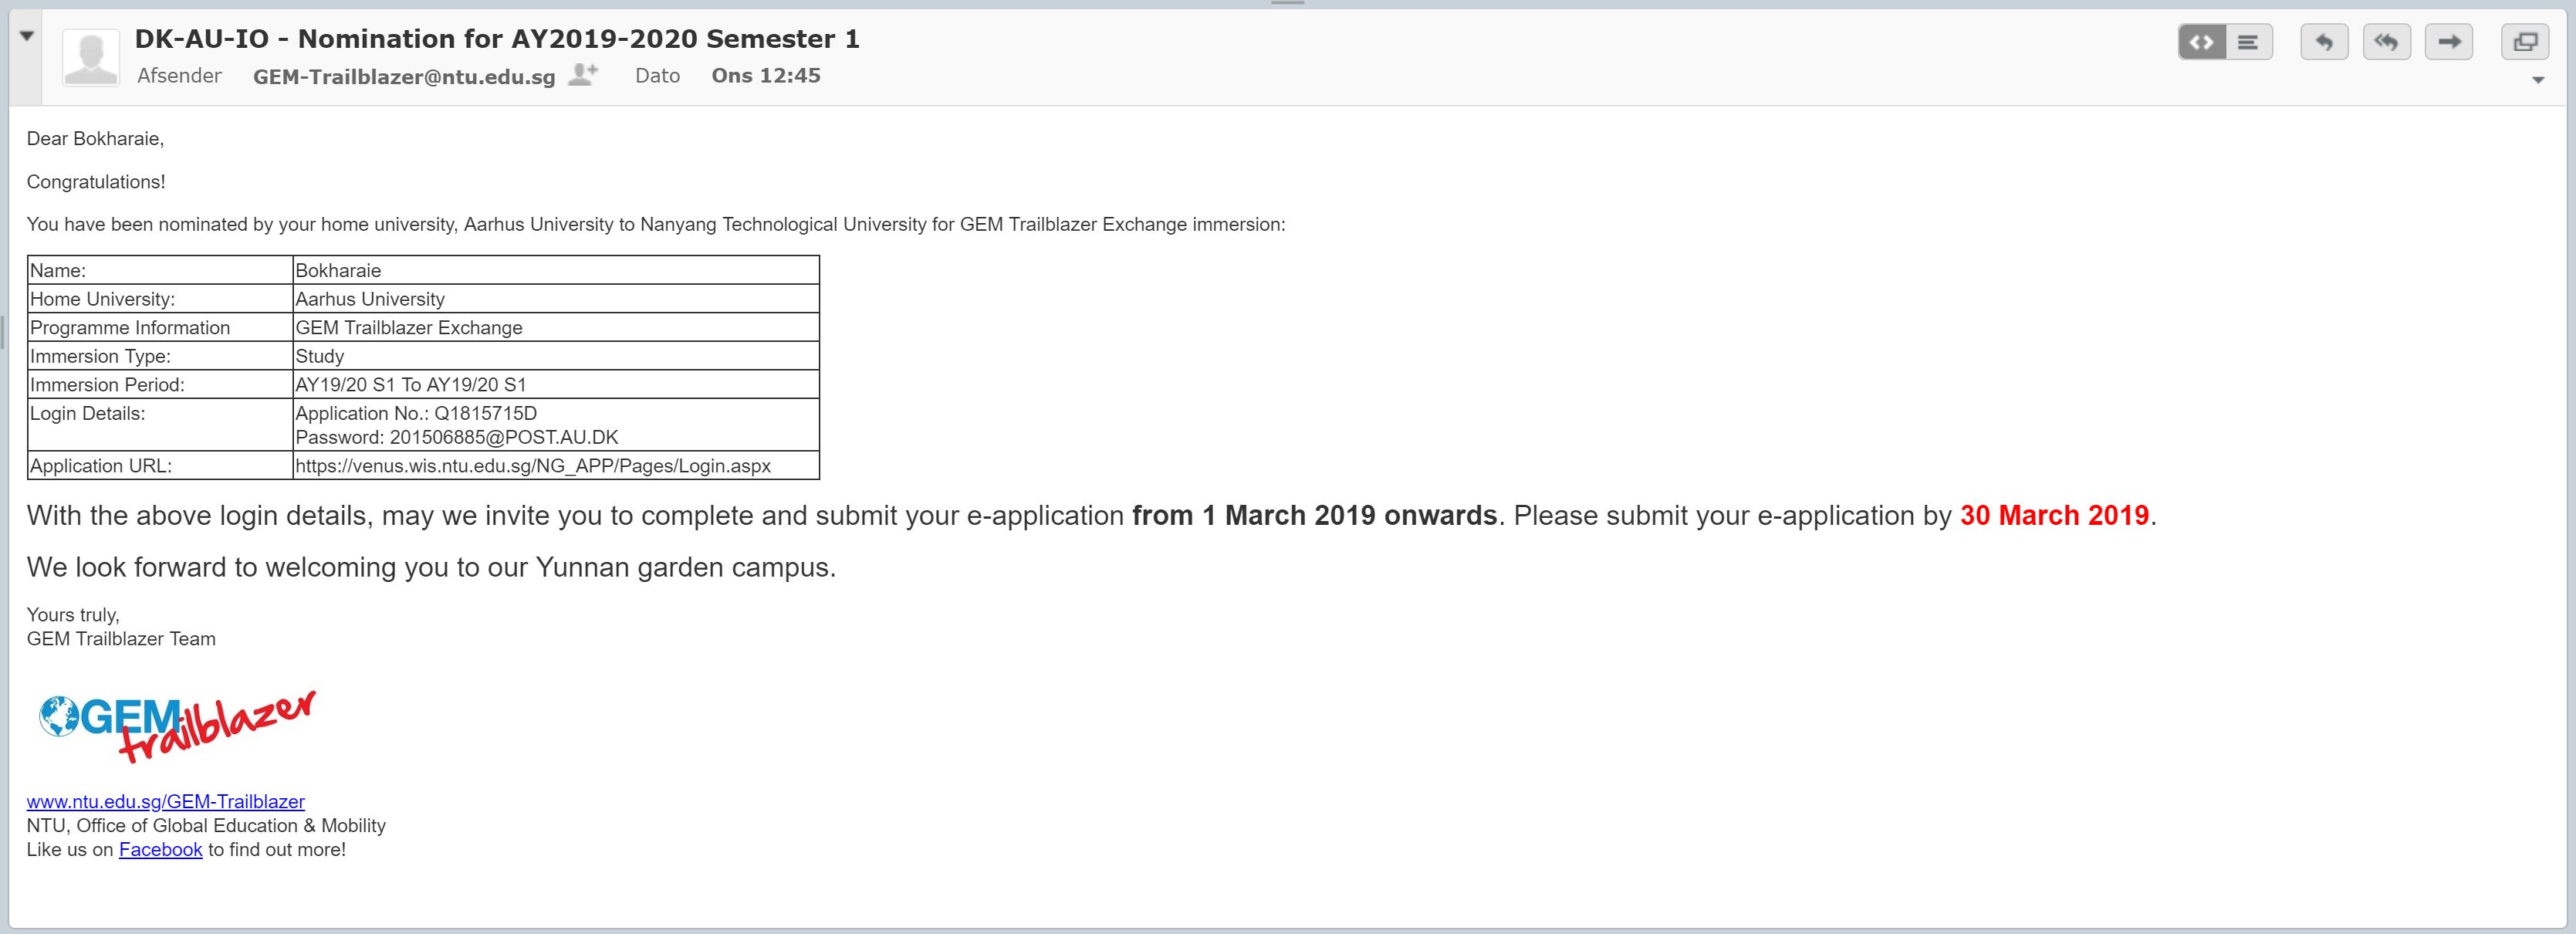 DK-AU-IO - Nomination for AY2019-2020 Semester 1
Afsender GEM-Trailblazer@ntu.edu.sg Dato Ons 12:45
Dear Bokharaie,
Congratulations!
You have been nominated by your home university, Aarhus University to Nanyang Technological University for GEM Trailblazer Exchange immersion:
Name: Bokharaie
Home University: Aarhus University
Programme Information GEM Trailblazer Exchange
Immersion Type: Study
Immersion Period: AY19/20 S1 To AY19/20 S1
Login Details: Application No.: Q1815715D
Password: 201506885@POST.AU.DK
Application URL: https://venus.wis.ntu.edu.sg/NG_APP/Pages/Login.aspx
With the above login details, may we invite you to complete and submit your e-application from 1 March 2019 onwards. Please submit your e-application by 30 March 2019.
We look forward to welcoming you to our Yunnan garden campus.
Yours truly,
GEM Trailblazer Team
GEM
trailblazer
www.ntu.edu.sg/GEM-Trailblazer
NTU, Office of Global Education & Mobility
Like us on Facebook to find out more!